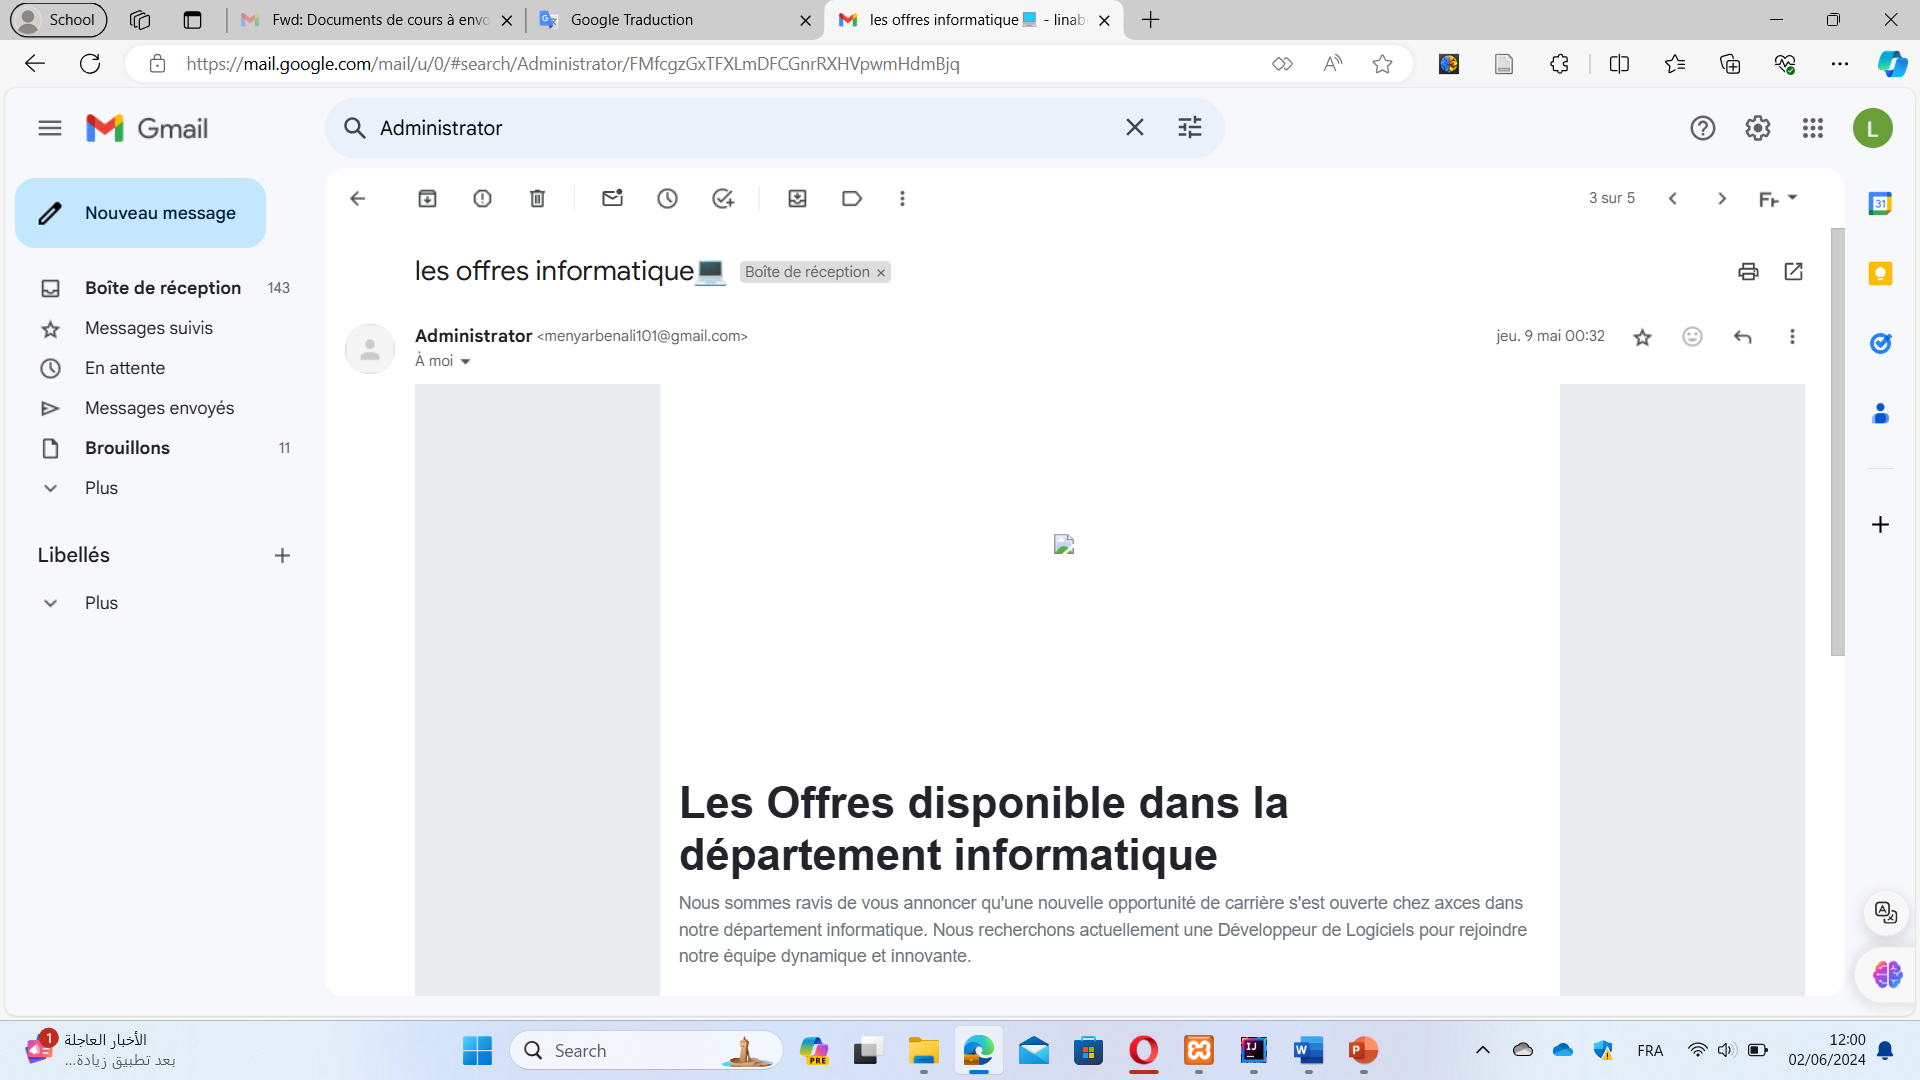 School
Fwd: Documents de cours à envo
Google Traduction
les offres informatique💻 - linab
https://mail.google.com/mail/u/0/#search/Administrator/FMfcgzGxTFXLmDFCGnrRXHVpwmHdmBjq
Gmail
Administrator
L
Nouveau message
3 sur 5
31
les offres informatique💻 Boîte de réception ×
Boîte de réception 143
Messages suivis
En attente
Messages envoyés
Brouillons 11
Plus
Libellés
Plus
Administrator <menyarbenali101@gmail.com>
jeu. 9 mai 00:32
À moi
Les Offres disponible dans la
département informatique
Nous sommes ravis de vous annoncer qu'une nouvelle opportunité de carrière s'est ouverte chez axces dans
notre département informatique. Nous recherchons actuellement une Développeur de Logiciels pour rejoindre
notre équipe dynamique et innovante.
1
الأخبار العاجلة
بعد تطبيق زيادة...
Search
PRE
FRA
12:00
02/06/2024